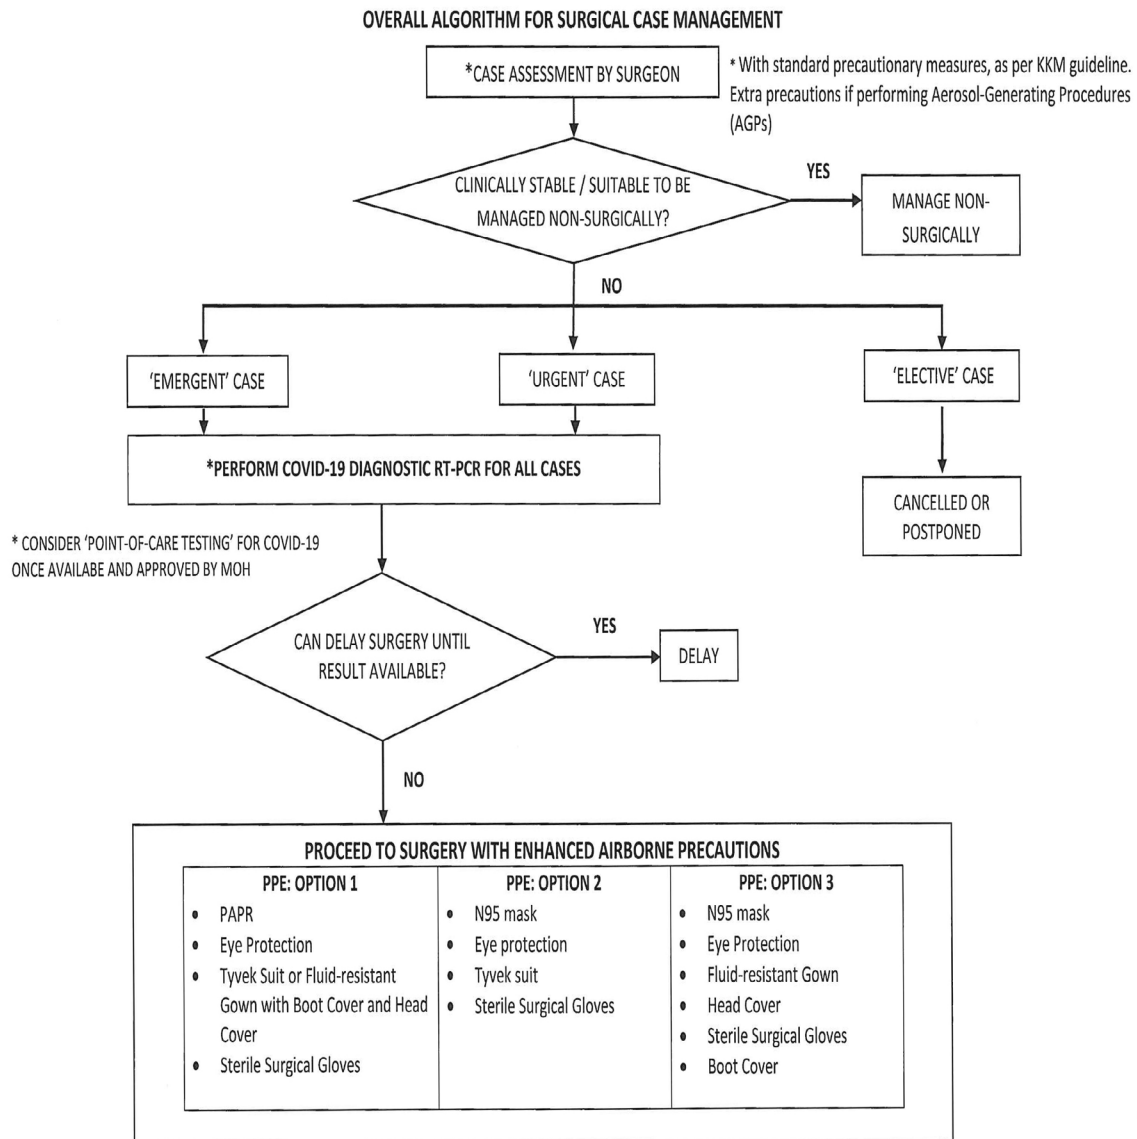 OVERALL ALGORITHM FOR SURGICAL CASE MANAGEMENT
*CASE ASSESSMENT BY SURGEON
* With standard precautionary measures, as per KKM guideline.
Extra precautions if performing Aerosol-Generating Procedures
(AGPs)
CLINICALLY STABLE / SUITABLE TO BE
MANAGED NON-SURGICALLY?
YES
MANAGE NON-
SURGICALLY
NO
'EMERGENT' CASE
'URGENT' CASE
'ELECTIVE' CASE
*PERFORM COVID-19 DIAGNOSTIC RT-PCR FOR ALL CASES
CANCELLED OR
POSTPONED
* CONSIDER 'POINT-OF-CARE TESTING' FOR COVID-19
ONCE AVAILABE AND APPROVED BY MOH
CAN DELAY SURGERY UNTIL
RESULT AVAILABLE?
YES
DELAY
NO
PROCEED TO SURGERY WITH ENHANCED AIRBORNE PRECAUTIONS
PPE: OPTION 1
• PAPR
• Eye Protection
• Tyvek Suit or Fluid-resistant
Gown with Boot Cover and Head
Cover
• Sterile Surgical Gloves
PPE: OPTION 2
• N95 mask
• Eye protection
• Tyvek suit
• Sterile Surgical Gloves
PPE: OPTION 3
• N95 mask
• Eye Protection
• Fluid-resistant Gown
• Head Cover
• Sterile Surgical Gloves
• Boot Cover